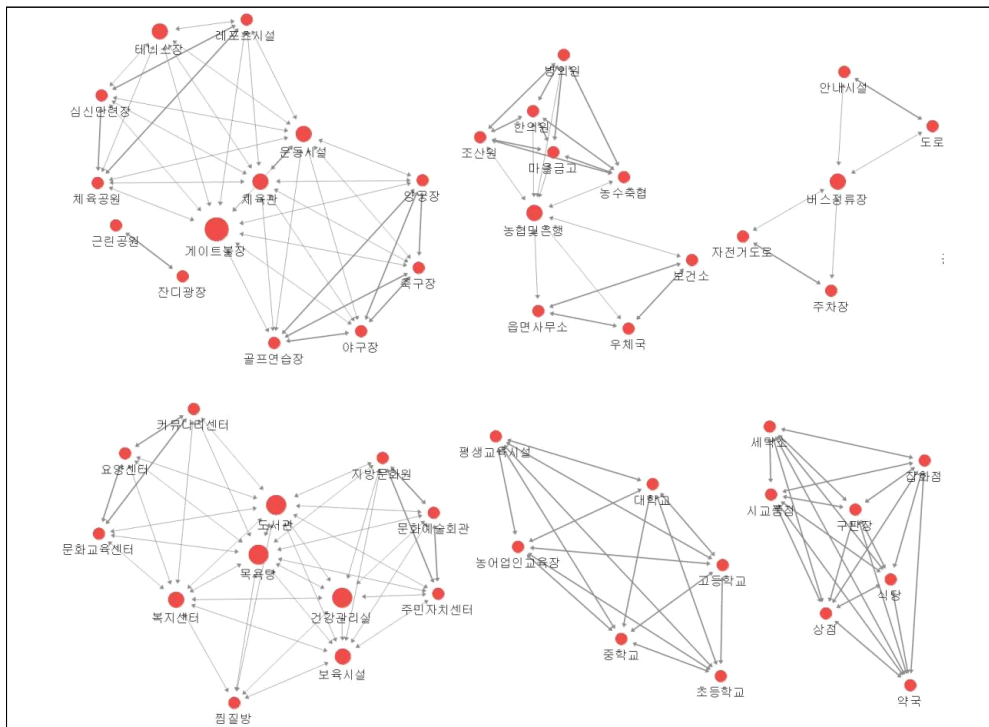 레포츠시설
테니스장
심신단련장
운동시설
체육공원
체육관
양궁장
근린공원
게이트볼장
족구장
잔디광장
야구장
골프연습장
병의원
한의원
조산원
마을금고
농수축협
농협및은행
보건소
읍면사무소
우체국
안내시설
도로
버스정류장
자전거도로
주차장
커뮤니티센터
요양센터
지방문화원
도서관
문화예술회관
문화교육센터
목욕탕
복지센터
건강관리실
주민자치센터
보육시설
찜질방
평생교육시설
대학교
농어업인교육장
고등학교
중학교
초등학교
세탁소
잡화점
구판장
식당
상점
약국